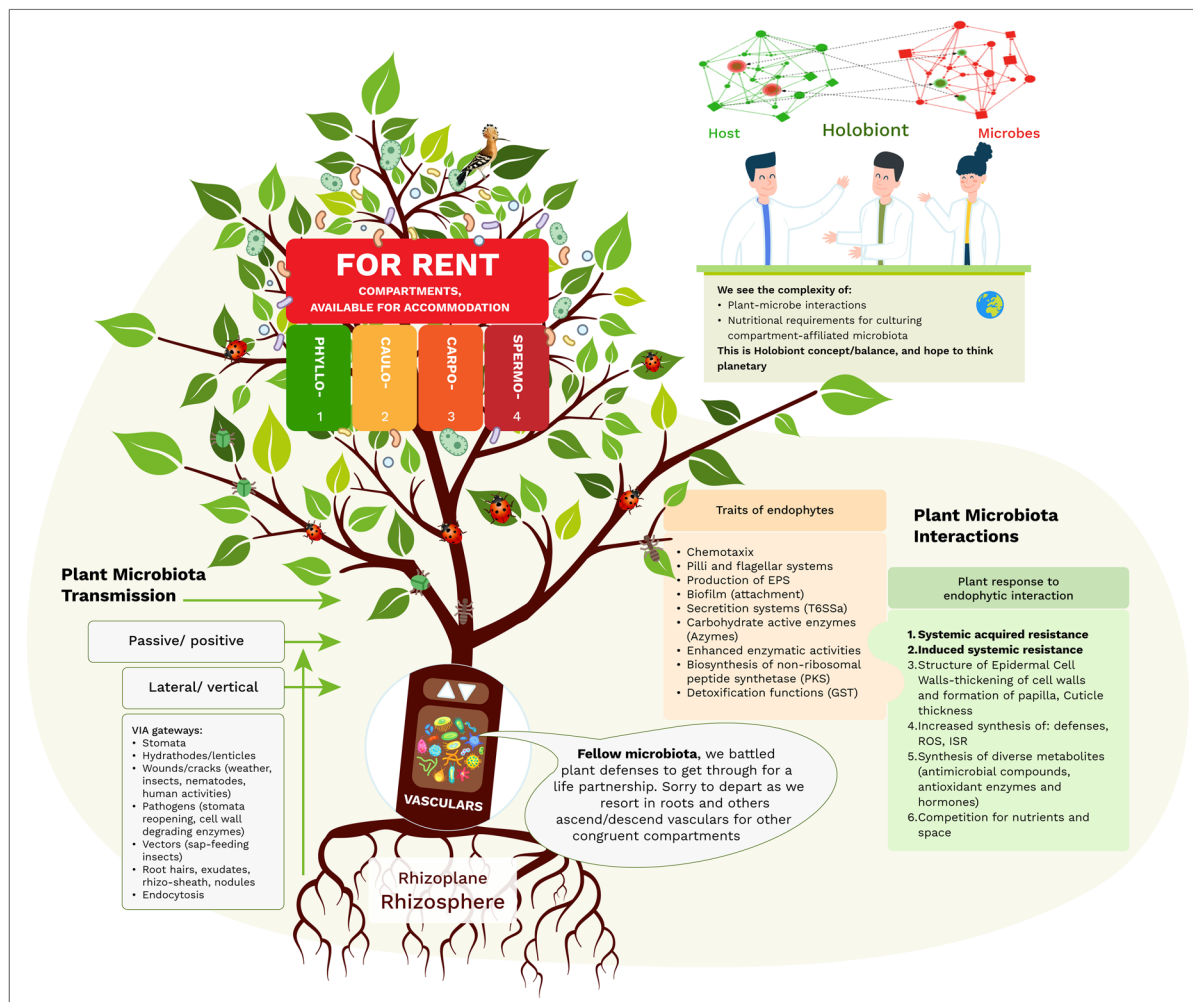 Host
Holobiont
Microbes
We see the complexity of:
• Plant-microbe interactions
• Nutritional requirements for culturing
compartment-affiliated microbiota
This is Holobiont concept/balance, and hope to think
planetary
FOR RENT
COMPARTMENTS,
AVAILABLE FOR ACCOMMODATION
PHYLLO- 1
CAULO- 2
CARPO- 3
SPERMO- 4
Plant Microbiota
Transmission
Passive/ positive
Lateral/ vertical
VIA gateways:
• Stomata
• Hydrathodes/lenticles
• Wounds/cracks (weather,
insects, nematodes,
human activities)
• Pathogens (stomata
reopening, cell wall
degrading enzymes)
• Vectors (sap-feeding
insects)
• Root hairs, exudates,
rhizo-sheath, nodules
• Endocytosis
VASCULARS
Rhizoplane
Rhizosphere
Fellow microbiota, we battled
plant defenses to get through for a
life partnership. Sorry to depart as we
resort in roots and others
ascend/descend vasculars for other
congruent compartments
Traits of endophytes
• Chemotaxix
• Pilli and flagellar systems
• Production of EPS
• Biofilm (attachment)
• Secretition systems (T6SSa)
• Carbohydrate active enzymes
(Azymes)
• Enhanced enzymatic activities
• Biosynthesis of non-ribosomal
peptide synthetase (PKS)
• Detoxification functions (GST)
Plant Microbiota
Interactions
Plant response to
endophytic interaction
1. Systemic acquired resistance
2.Induced systemic resistance
3.Structure of Epidermal Cell
Walls-thickening of cell walls
and formation of papilla, Cuticle
thickness
4.Increased synthesis of: defenses,
ROS, ISR
5.Synthesis of diverse metabolites
(antimicrobial compounds,
antioxidant enzymes and
hormones)
6.Competition for nutrients and
space